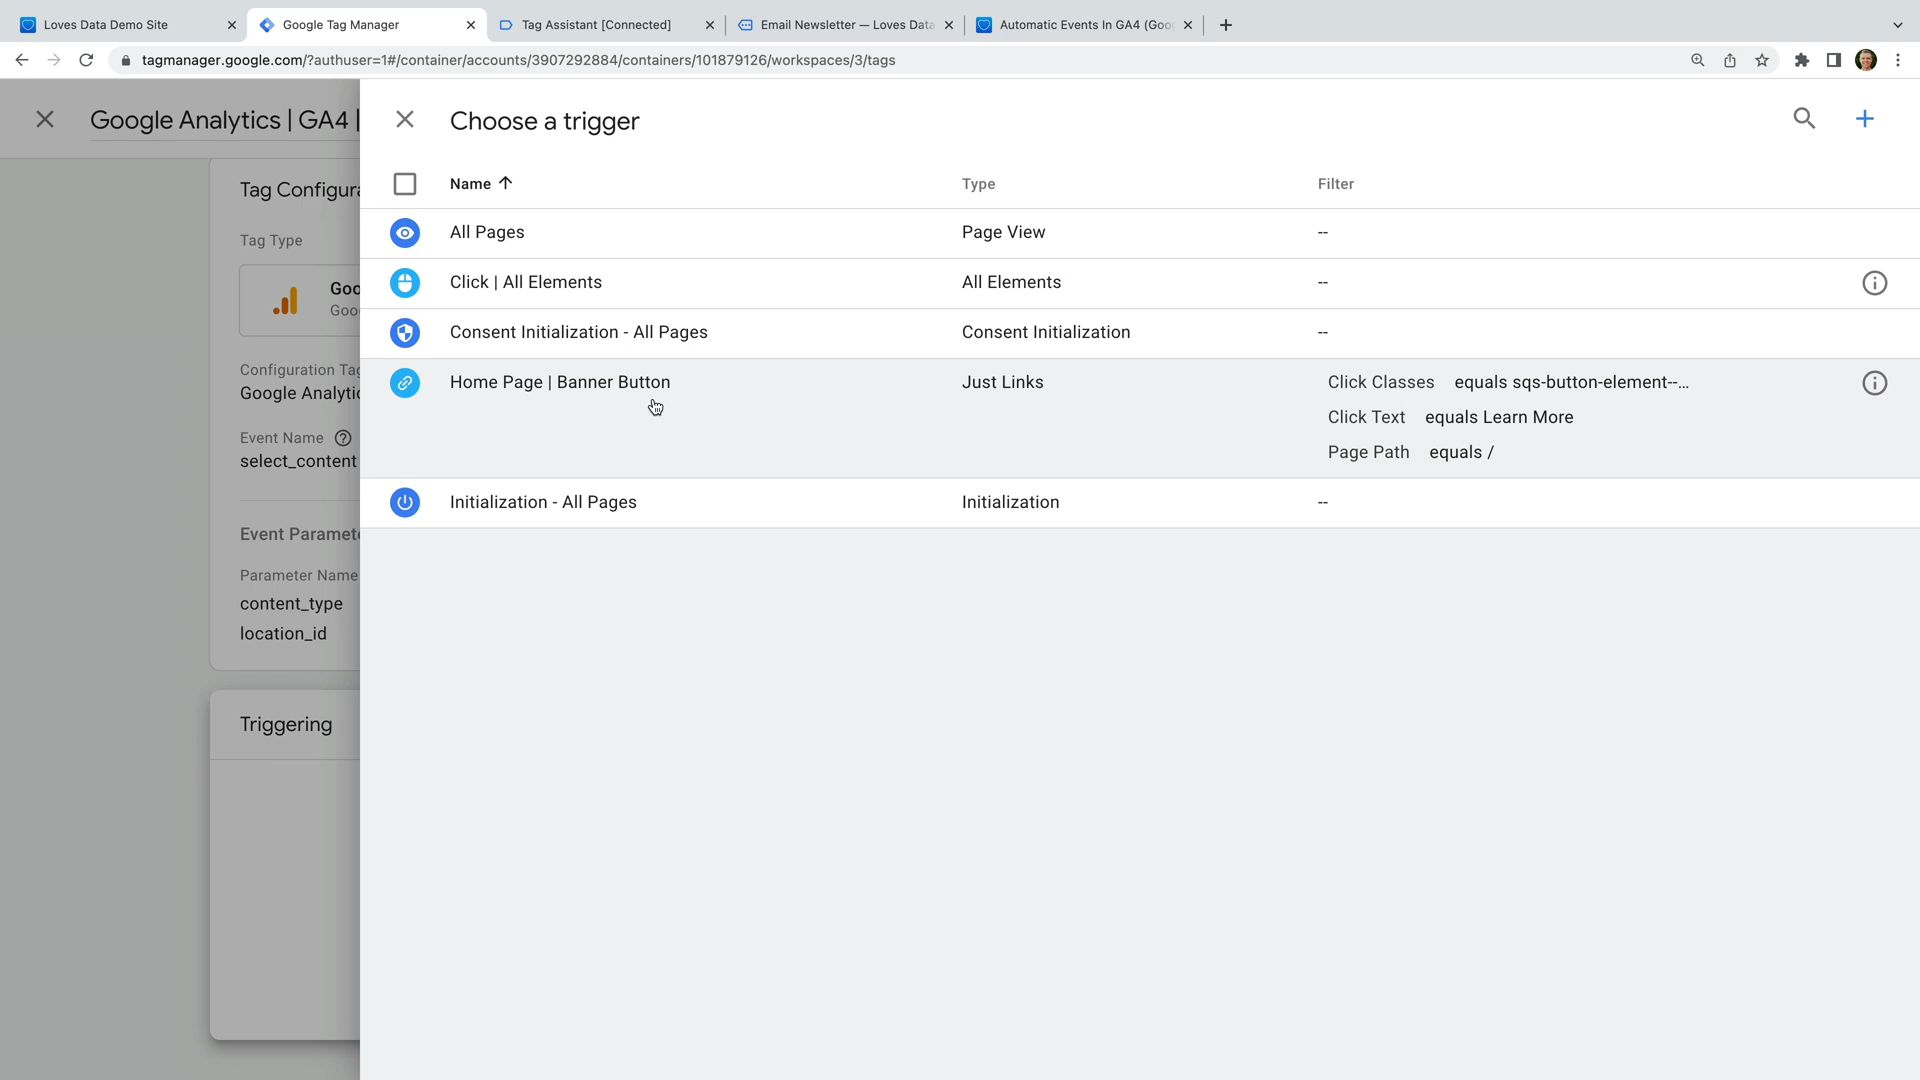 Loves Data Demo Site
Google Tag Manager
Tag Assistant [Connected]
Email Newsletter — Loves Data
Automatic Events In GA4 (Goo
tagmanager.google.com/?authuser=1#/container/accounts/3907292884/containers/101879126/workspaces/3/tags
Google Analytics | GA4 |
Choose a trigger
Tag Configura
Tag Type
Goo
Goo
Configuration Tag
Google Analytic
Event Name
select_content
Event Paramete
Parameter Name
content_type
location_id
Triggering
Name Type Filter
All Pages Page View --
Click | All Elements All Elements --
Consent Initialization - All Pages Consent Initialization --
Home Page | Banner Button Just Links Click Classes equals sqs-button-element--…
Click Text equals Learn More
Page Path equals /
Initialization - All Pages Initialization --